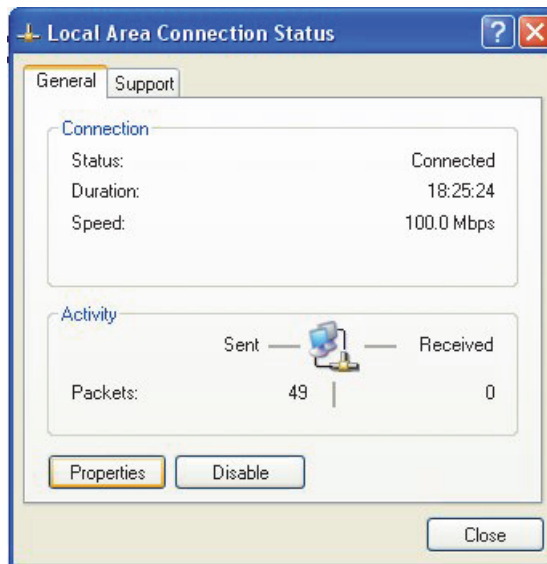 Local Area Connection Status
General Support
Connection
Status: Connected
Duration: 18:25:24
Speed: 100.0 Mbps
Activity
Sent Received
Packets: 49 0
Properties Disable
Close